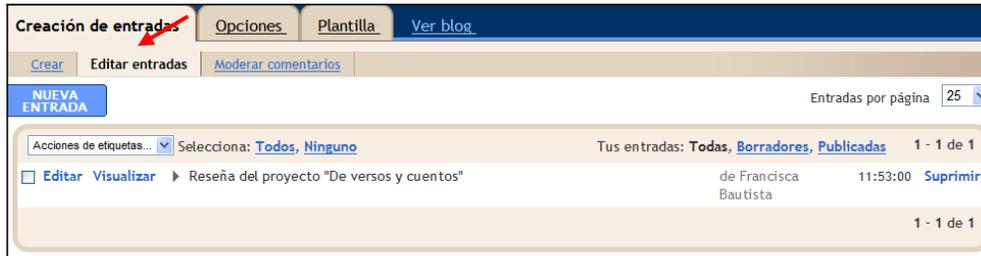 Creación de entradas Opciones Plantilla Ver blog
Crear Editar entradas Moderar comentarios
NUEVA
ENTRADA
Entradas por página 25
Acciones de etiquetas... Selecciona: Todos, Ninguno Tus entradas: Todas, Borradores, Publicadas 1 - 1 de 1
Editar Visualizar Reseña del proyecto "De versos y cuentos" de Francisca 11:53:00 Suprimir
Bautista
1 - 1 de 1